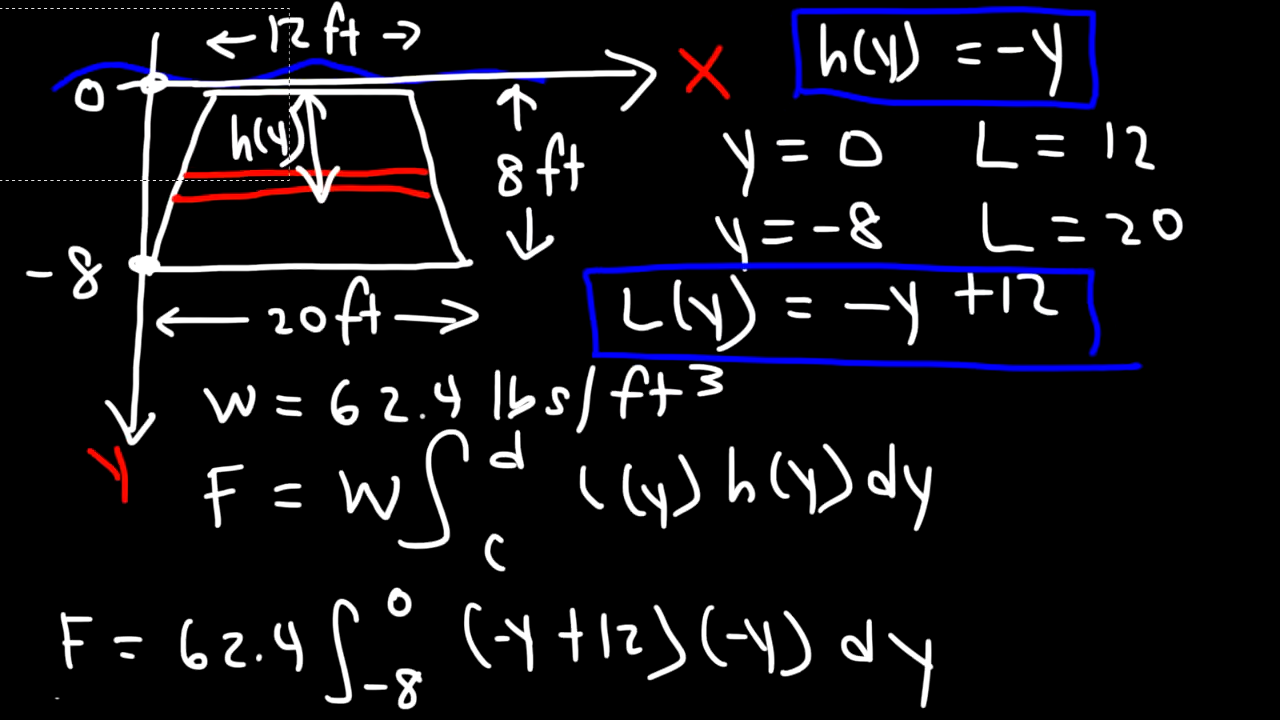 12 ft
X
h(y) = -y
0
h(y)
8 ft
y = 0 L = 12
y = -8 L = 20
-8
20 ft
L(y) = -y + 12
W = 62.4 lbs/ft³
Y
F = W ∫_c^d L(y) h(y) dy
F = 62.4 ∫_{-8}^0 (-y + 12)(-y) dy